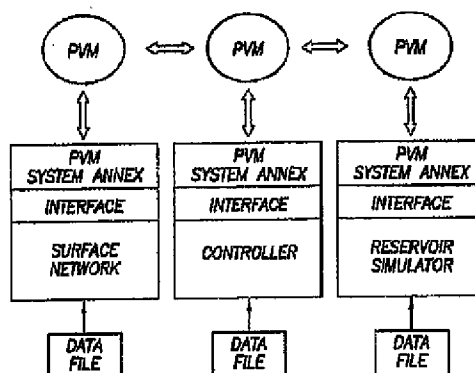 PVM
PVM
PVM
PVM
SYSTEM ANNEX
INTERFACE
SURFACE
NETWORK
DATA
FILE
PVM
SYSTEM ANNEX
INTERFACE
CONTROLLER
DATA
FILE
PVM
SYSTEM ANNEX
INTERFACE
RESERVOIR
SIMULATOR
DATA
FILE